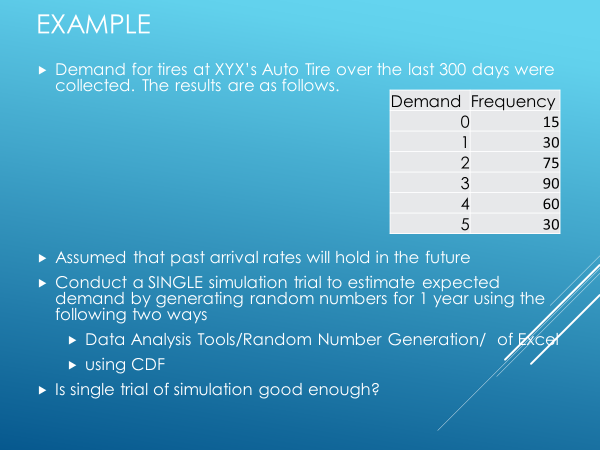 EXAMPLE
Demand for tires at XYX's Auto Tire over the last 300 days were
collected. The results are as follows.
Demand Frequency
0 15
1 30
2 75
3 90
4 60
5 30
Assumed that past arrival rates will hold in the future
Conduct a SINGLE simulation trial to estimate expected
demand by generating random numbers for 1 year using the
following two ways
Data Analysis Tools/Random Number Generation/ of Excel
using CDF
Is single trial of simulation good enough?